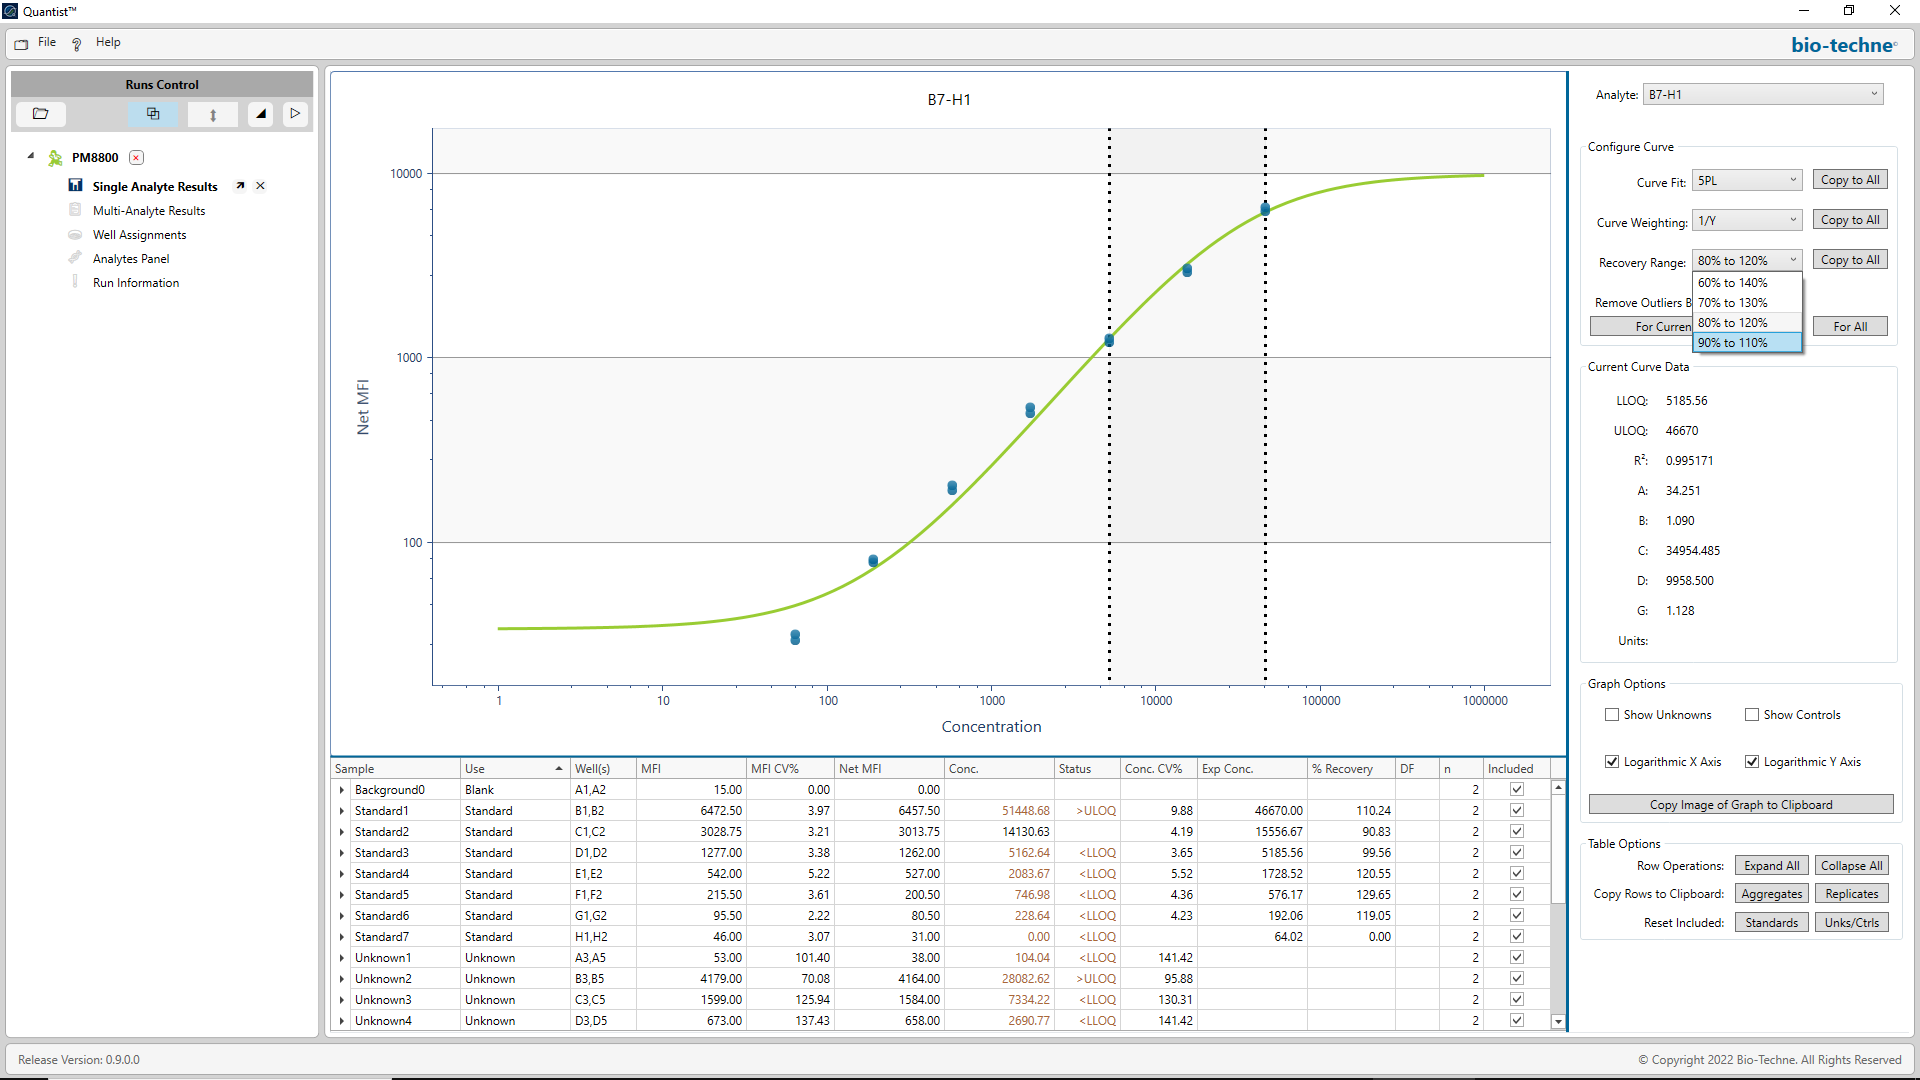 Quantist™
File Help
bio-techne
Runs Control
PM8800
Single Analyte Results
Multi-Analyte Results
Well Assignments
Analytes Panel
Run Information
B7-H1
Net MFI
10000
1000
100
1 10 100 1000 10000 100000 1000000
Concentration
Sample Use Well(s) MFI MFI CV% Net MFI Conc. Status Conc. CV% Exp Conc. % Recovery DF n Included
Background0 Blank A1,A2 15.00 0.00 0.00 2
Standard1 Standard B1,B2 6472.50 3.97 6457.50 51448.68 >ULOQ 9.88 46670.00 110.24 2
Standard2 Standard C1,C2 3028.75 3.21 3013.75 14130.63 4.19 15556.67 90.83 2
Standard3 Standard D1,D2 1277.00 3.38 1262.00 5162.64 <LLOQ 3.65 5185.56 99.56 2
Standard4 Standard E1,E2 542.00 5.22 527.00 2083.67 <LLOQ 5.52 1728.52 120.55 2
Standard5 Standard F1,F2 215.50 3.61 200.50 746.98 <LLOQ 4.36 576.17 129.65 2
Standard6 Standard G1,G2 95.50 2.22 80.50 228.64 <LLOQ 4.23 192.06 119.05 2
Standard7 Standard H1,H2 46.00 3.07 31.00 0.00 <LLOQ 64.02 0.00 2
Unknown1 Unknown A3,A5 53.00 101.40 38.00 104.04 <LLOQ 141.42 2
Unknown2 Unknown B3,B5 4179.00 70.08 4164.00 28082.62 >ULOQ 95.88 2
Unknown3 Unknown C3,C5 1599.00 125.94 1584.00 7334.22 <LLOQ 130.31 2
Unknown4 Unknown D3,D5 673.00 137.43 658.00 2690.77 <LLOQ 141.42 2
Analyte: B7-H1
Configure Curve
Curve Fit: 5PL Copy to All
Curve Weighting: 1/Y Copy to All
Recovery Range: 80% to 120% Copy to All
60% to 140%
Remove Outliers B 70% to 130%
80% to 120%
For Curren For All
90% to 110%
Current Curve Data
LLOQ: 5185.56
ULOQ: 46670
R²: 0.995171
A: 34.251
B: 1.090
C: 34954.485
D: 9958.500
G: 1.128
Units:
Graph Options
Show Unknowns Show Controls
Logarithmic X Axis Logarithmic Y Axis
Copy Image of Graph to Clipboard
Table Options
Row Operations: Expand All Collapse All
Copy Rows to Clipboard: Aggregates Replicates
Reset Included: Standards Unks/Ctrls
Release Version: 0.9.0.0
© Copyright 2022 Bio-Techne. All Rights Reserved